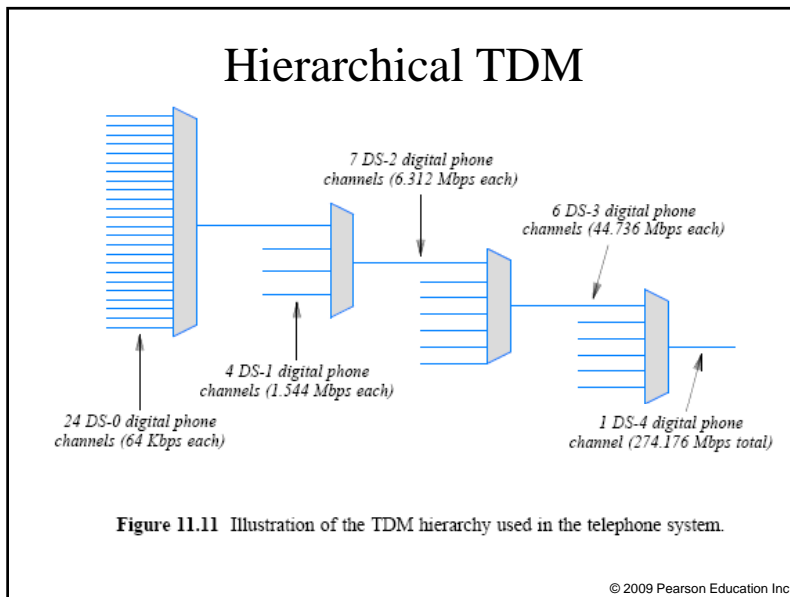 Hierarchical TDM
7 DS-2 digital phone
channels (6.312 Mbps each)
6 DS-3 digital phone
channels (44.736 Mbps each)
4 DS-1 digital phone
channels (1.544 Mbps each)
24 DS-0 digital phone
channels (64 Kbps each)
1 DS-4 digital phone
channel (274.176 Mbps total)
Figure 11.11 Illustration of the TDM hierarchy used in the telephone system.
© 2009 Pearson Education Inc